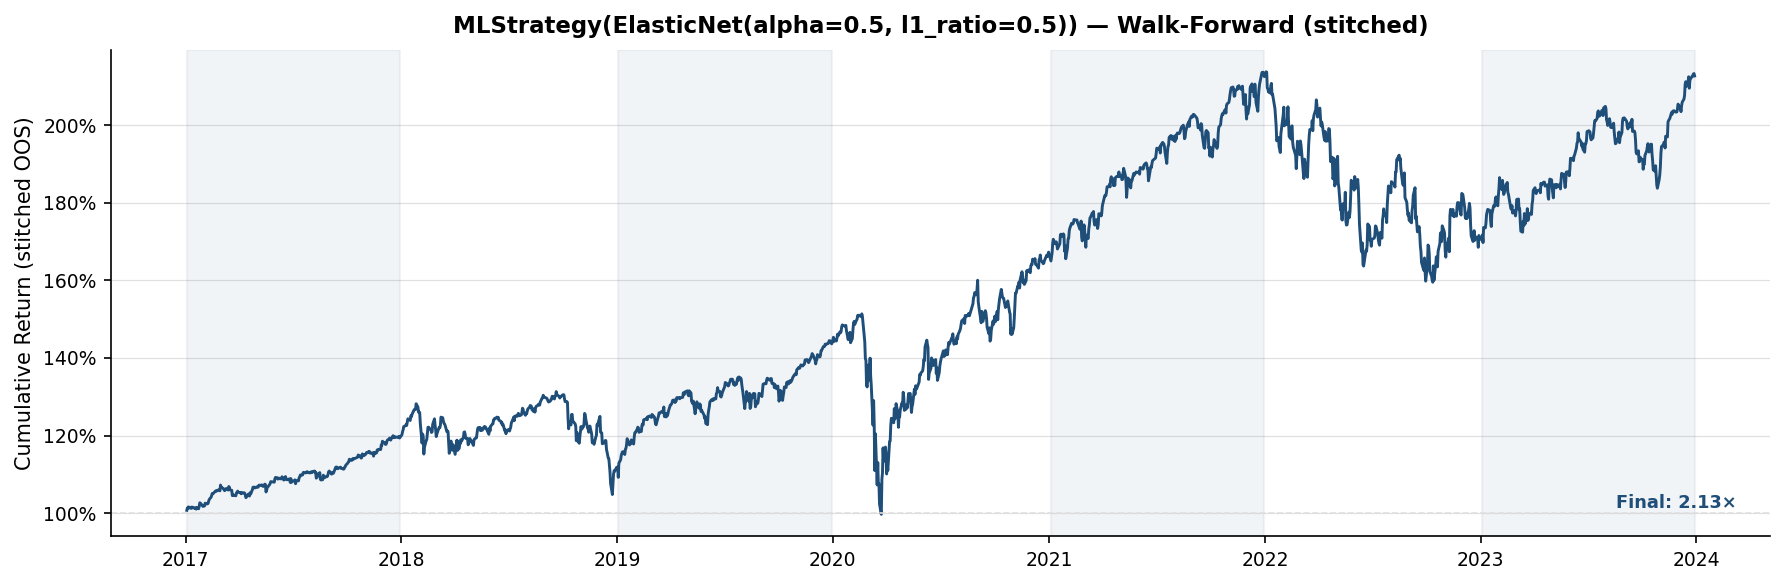 MLStrategy(ElasticNet(alpha=0.5, l1_ratio=0.5)) — Walk-Forward (stitched)
Cumulative Return (stitched OOS)
200%
180%
160%
140%
120%
100%
Final: 2.13×
2017 2018 2019 2020 2021 2022 2023 2024